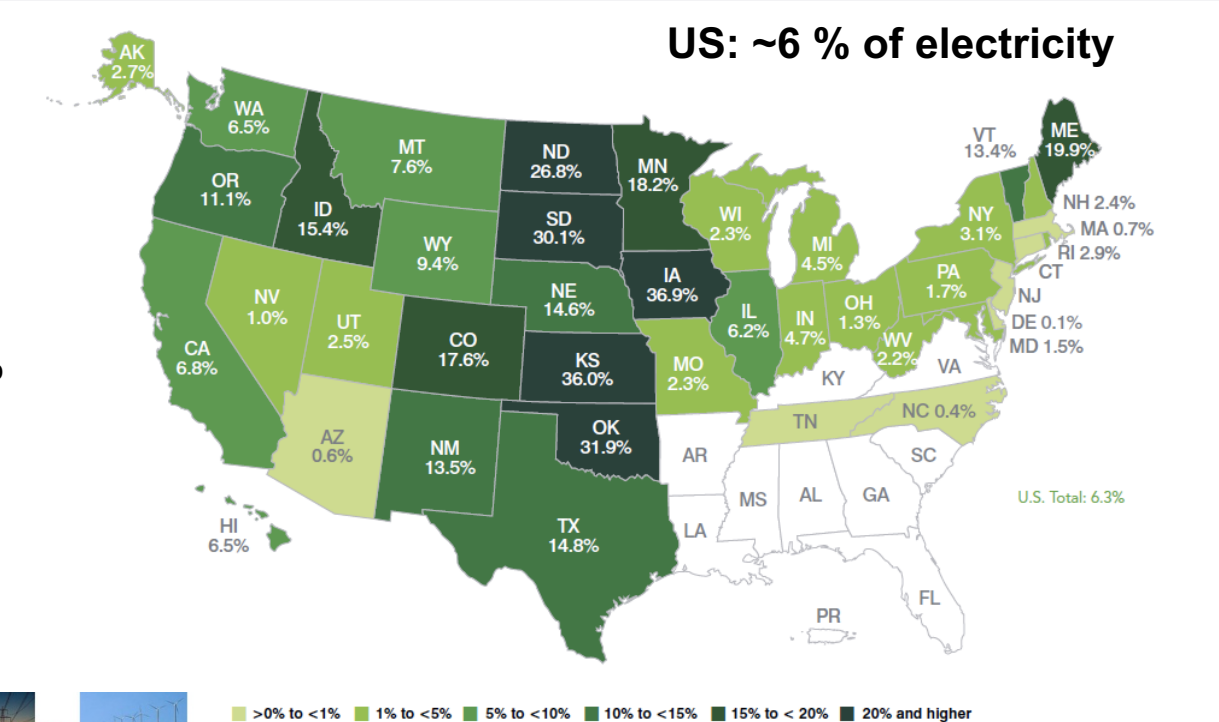 US: ~6 % of electricity
AK
2.7%
WA
6.5%
MT
7.6%
ND
26.8%
MN
18.2%
VT
13.4%
ME
19.9%
OR
11.1%
ID
15.4%
SD
30.1%
WI
2.3%
NH 2.4%
NY
3.1%
MA 0.7%
RI 2.9%
CT
WY
9.4%
MI
4.5%
IA
36.9%
PA
1.7%
NJ
NV
1.0%
UT
2.5%
NE
14.6%
IL
6.2%
IN
4.7%
OH
1.3%
DE 0.1%
MD 1.5%
CA
6.8%
CO
17.6%
KS
36.0%
MO
2.3%
WV
2.2%
KY
VA
AZ
0.6%
NM
13.5%
OK
31.9%
AR
TN
NC 0.4%
SC
MS
AL
GA
U.S. Total: 6.3%
HI
6.5%
TX
14.8%
LA
FL
PR
>0% to <1%
1% to <5%
5% to <10%
10% to <15%
15% to < 20%
20% and higher